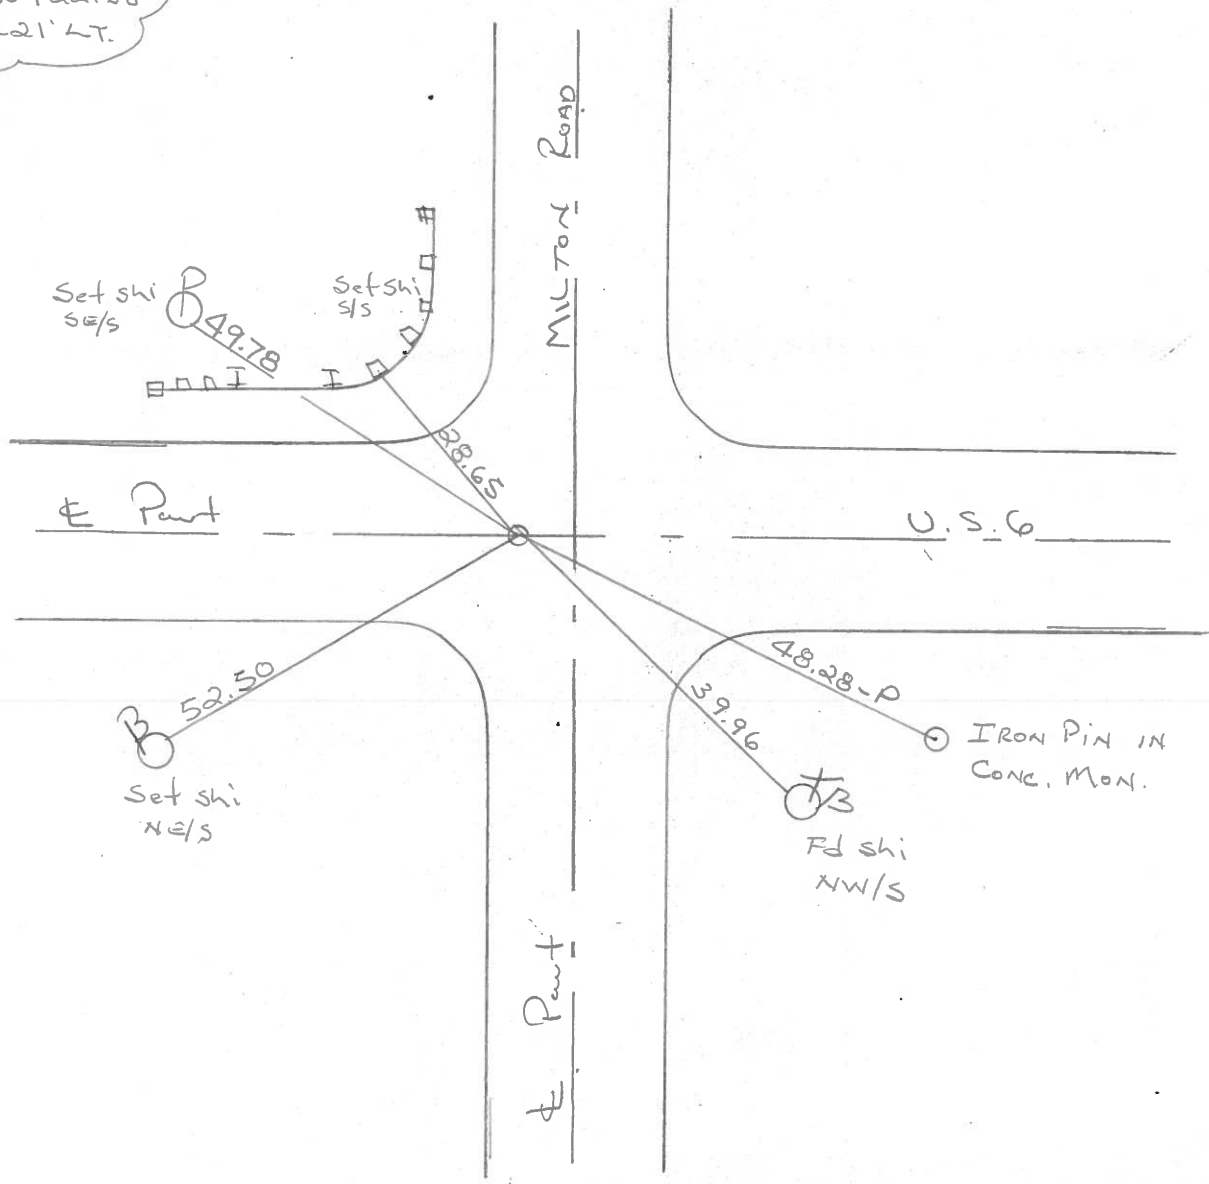 21' LT.
MILTON ROAD
Set shi
SE/S
P
49.78
Set shi
S/S
28.65
℄ Pavt
U.S.6
52.50
B
Set shi
NE/S
48.28-P
39.96
IRON PIN IN
CONC. MON.
B
Fd shi
NW/S
℄ Pavt